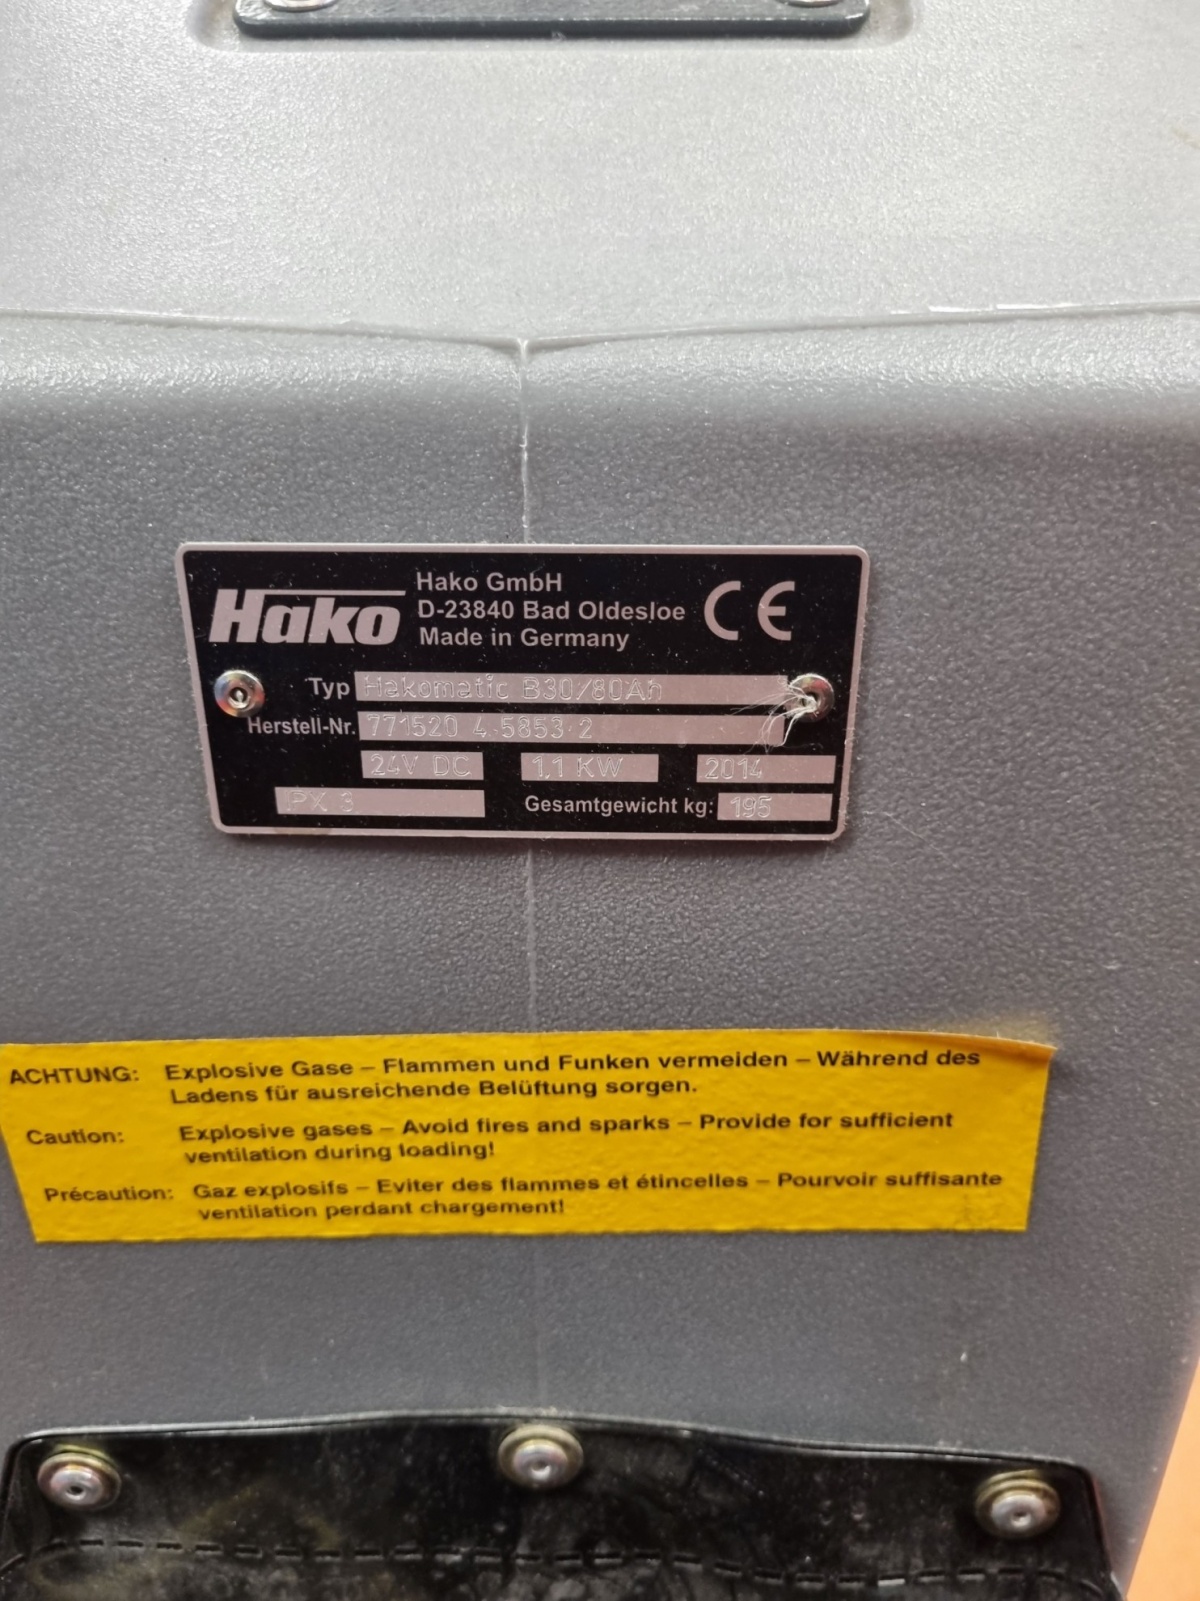 Hako
Hako GmbH
D-23840 Bad Oldesloe
Made in Germany
CE
Typ Hakomatic B30/80Ah
Herstell-Nr. 771520 4 5853 2
24V DC 1,1 KW 2014
IPX 3 Gesamtgewicht kg: 195
ACHTUNG: Explosive Gase – Flammen und Funken vermeiden – Während des
Ladens für ausreichende Belüftung sorgen.
Caution: Explosive gases – Avoid fires and sparks – Provide for sufficient
ventilation during loading!
Précaution: Gaz explosifs – Eviter des flammes et étincelles – Pourvoir suffisante
ventilation perdant chargement!